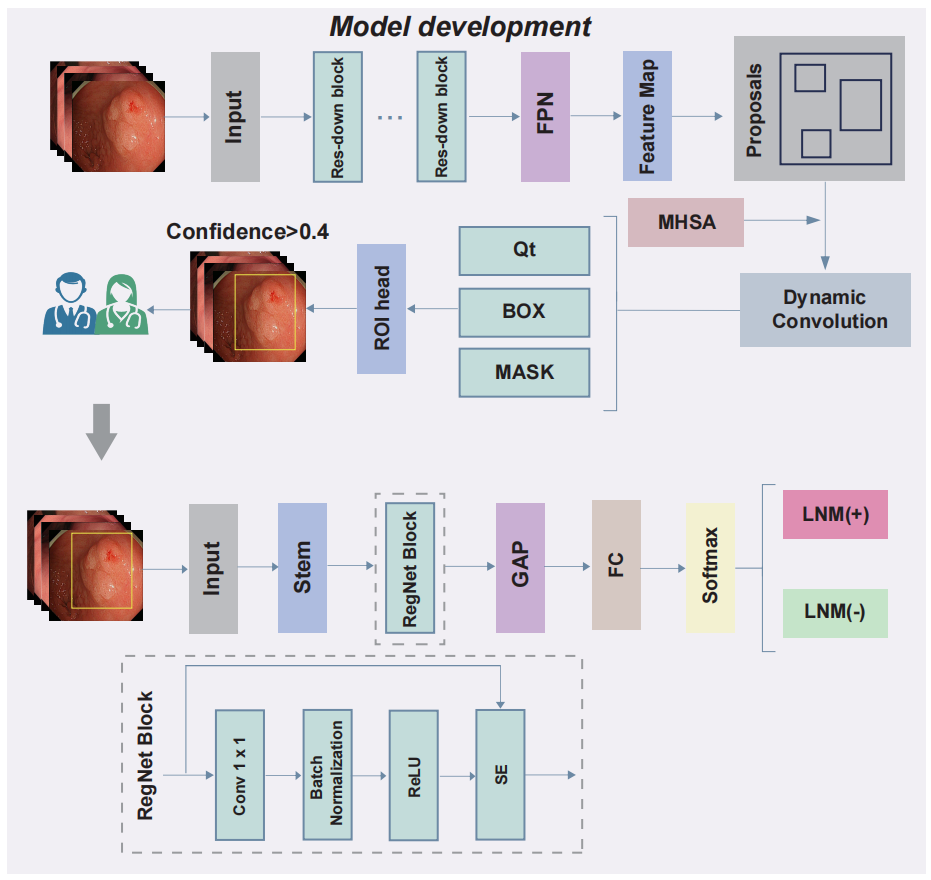 Model development
Input
Res-down block
...
Res-down block
FPN
Feature Map
Proposals
MHSA
Dynamic
Convolution
Qt
BOX
MASK
ROI head
Confidence>0.4
Input
Stem
RegNet Block
GAP
FC
Softmax
LNM(+)
LNM(-)
RegNet Block
Conv 1 x 1
Batch
Normalization
ReLU
SE